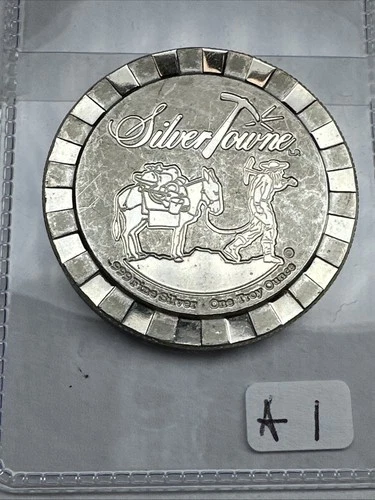 SilverTowne
.999 Fine Silver · One Troy Ounce
A 1